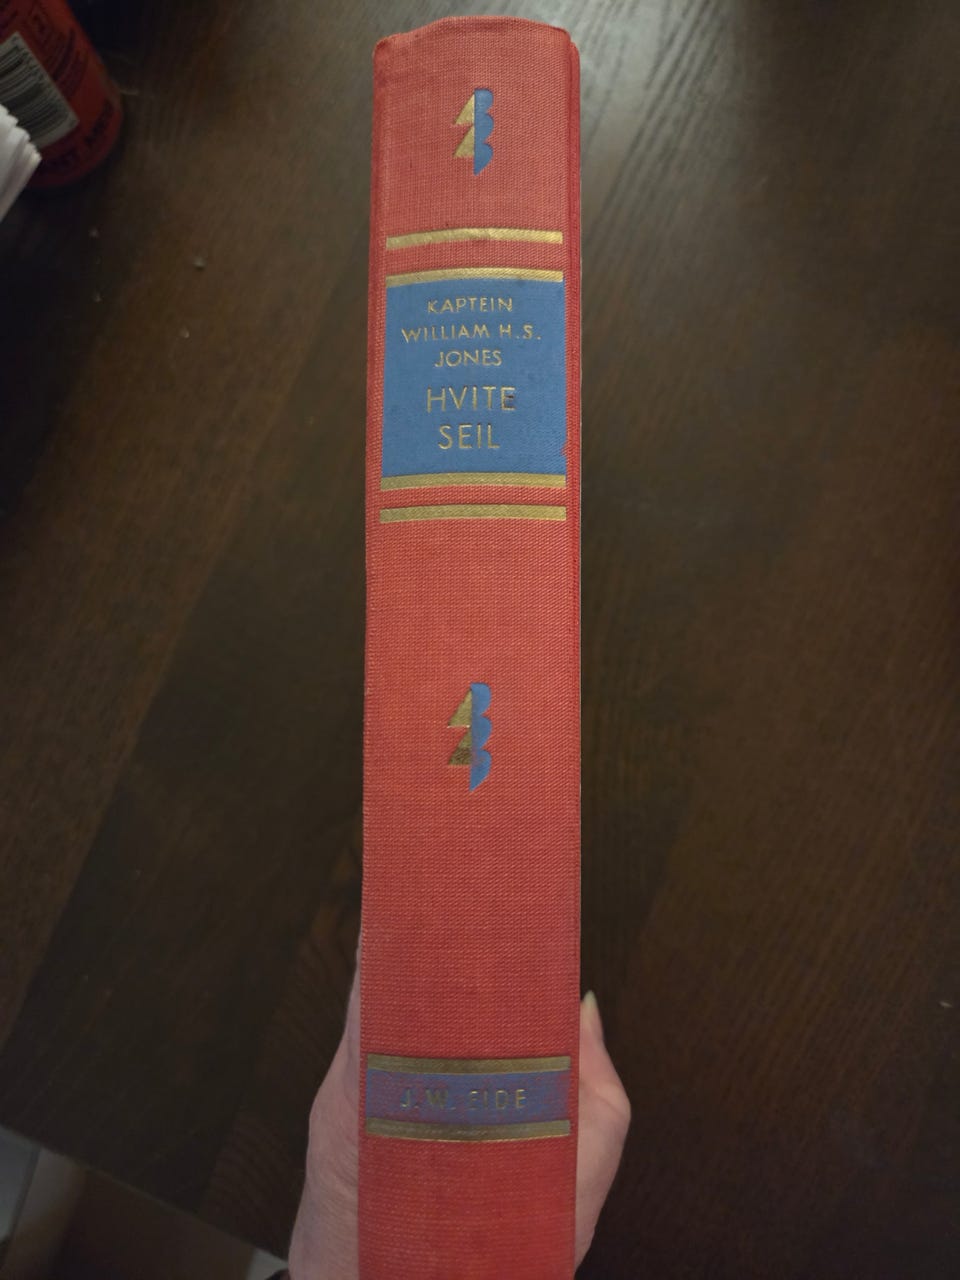 KAPTEIN
WILLIAM H.S.
JONES
HVITE
SEIL
J.W. EIDE